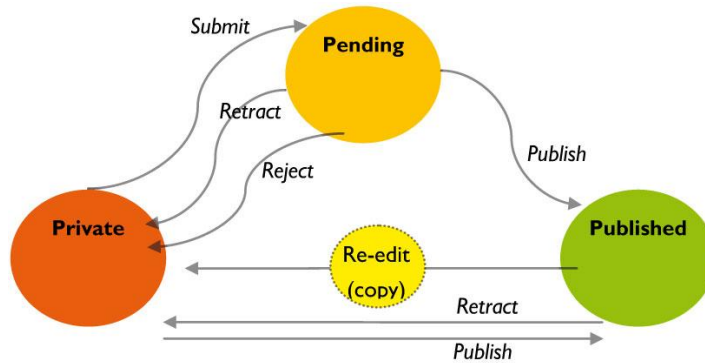 Submit
Pending
Retract
Reject
Publish
Private
Published
Re-edit
(copy)
Retract
Publish